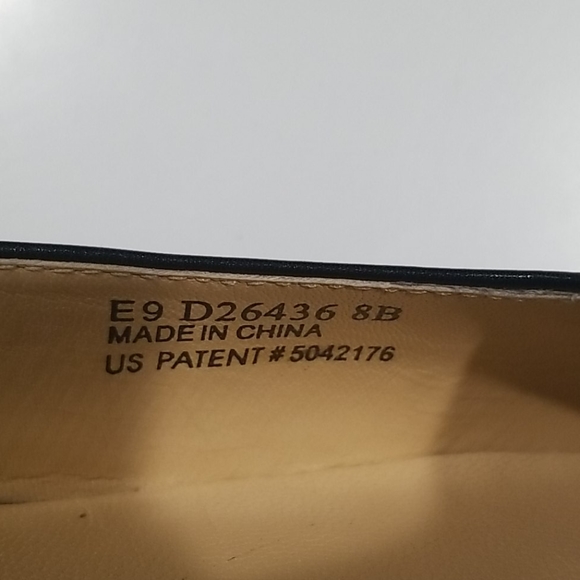 E9 D26436 8B
MADE IN CHINA
US PATENT # 5042176